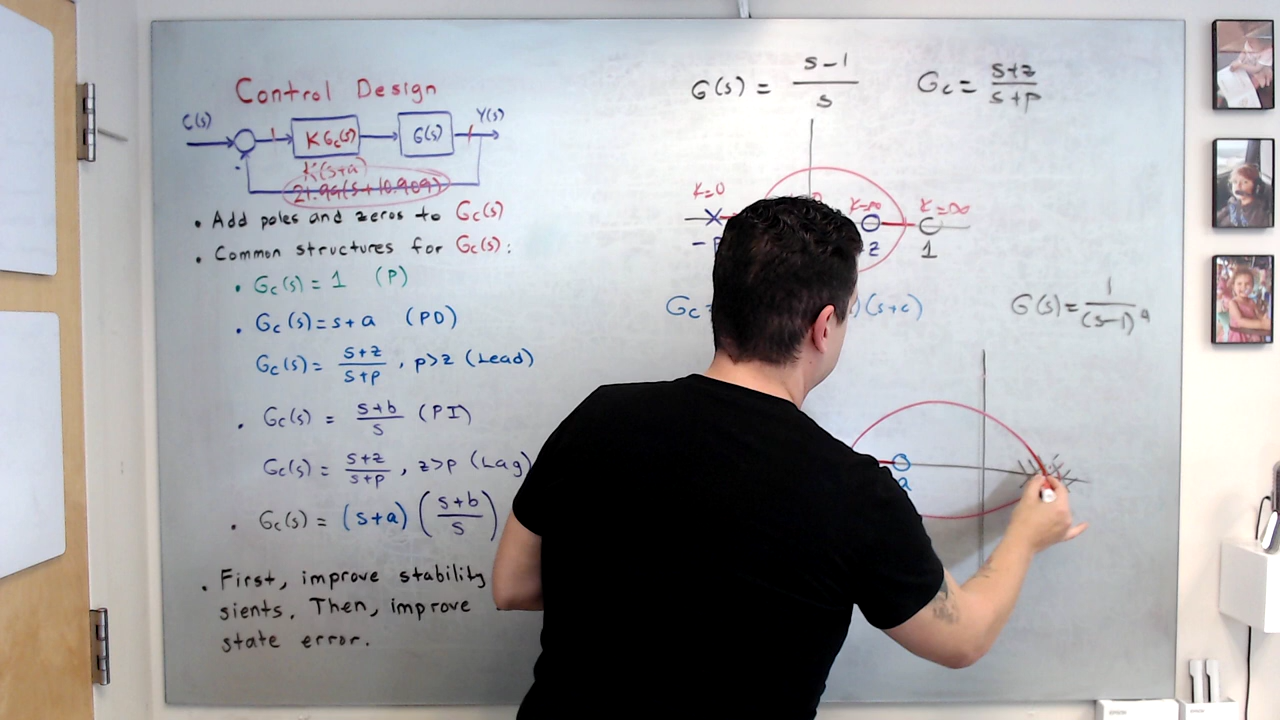 Control Design
C(s)
KGc(s)
G(s)
Y(s)
K(s+a)
21.99(s+10.909)
• Add poles and zeros to Gc(s)
• Common structures for Gc(s):
• Gc(s) = 1 (P)
• Gc(s) = s+a (PD)
Gc(s) = (s+z)/(s+p), p>z (Lead)
• Gc(s) = (s+b)/s (PI)
Gc(s) = (s+z)/(s+p), z>p (Lag)
• Gc(s) = (s+a)((s+b)/s)
• First, improve stability
sients. Then, improve
state error.
G(s) = (s-1)/s
Gc = (s+z)/(s+p)
K=0
K=∞
K=∞
1
Gc =
)(s+c)
G(s) = 1/(s-1)
a